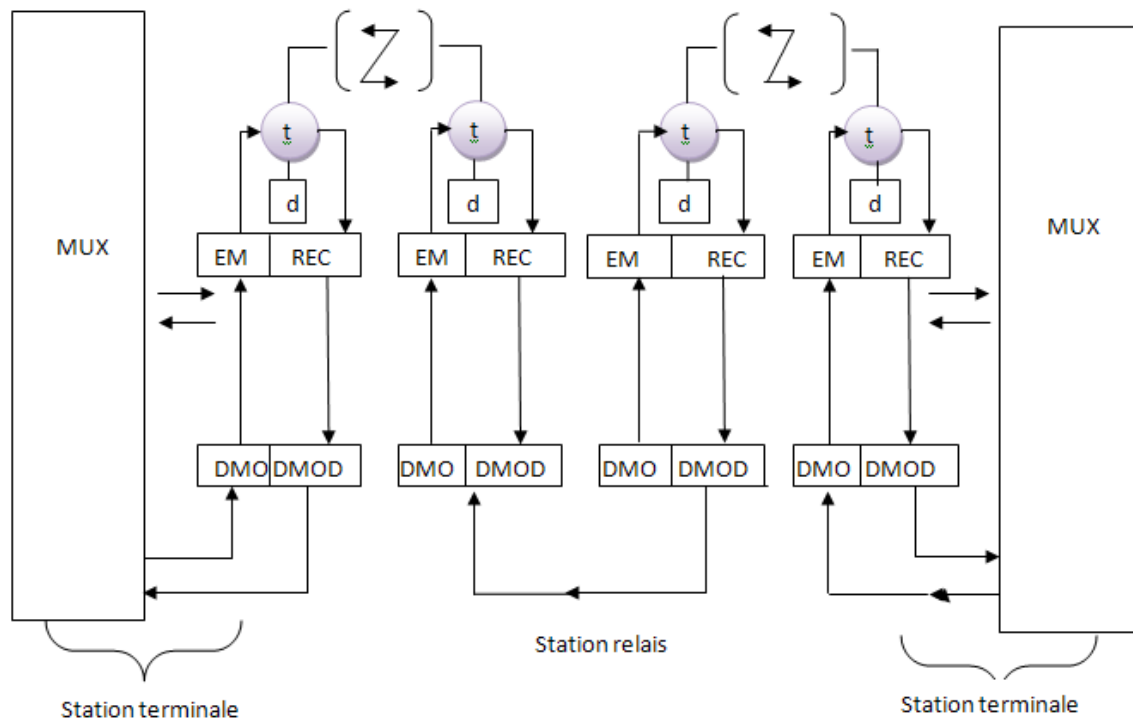 t t t t
d d d d
MUX MUX
EM REC EM REC EM REC EM REC
DMO DMOD DMO DMOD DMO DMOD DMO DMOD
Station relais
Station terminale Station terminale